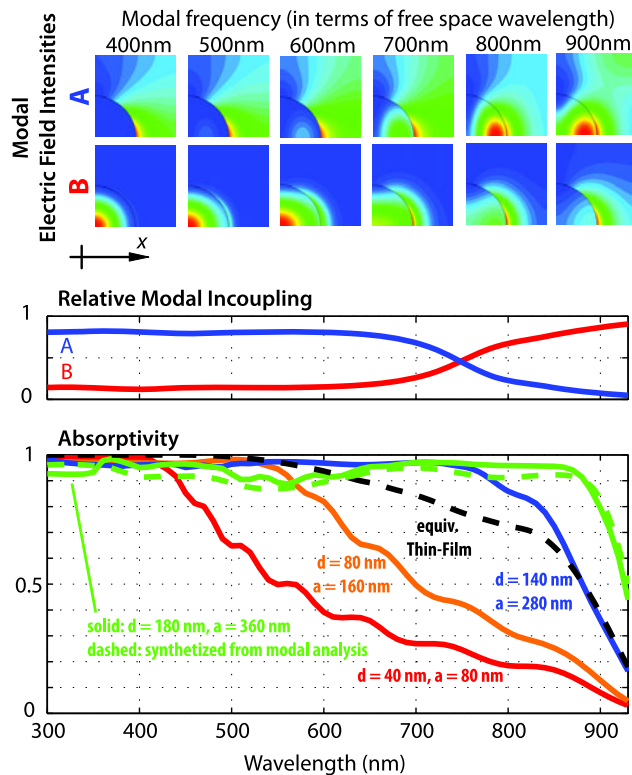 Modal frequency (in terms of free space wavelength)
400nm 500nm 600nm 700nm 800nm 900nm
Modal
Electric Field Intensities
A
B
x
Relative Modal Incoupling
1
A
B
0
Absorptivity
1
equiv.
Thin-Film
d = 80 nm
a = 160 nm
d = 140 nm
a = 280 nm
0.5
solid: d = 180 nm, a = 360 nm
dashed: synthetized from modal analysis
d = 40 nm, a = 80 nm
0
300 400 500 600 700 800 900
Wavelength (nm)